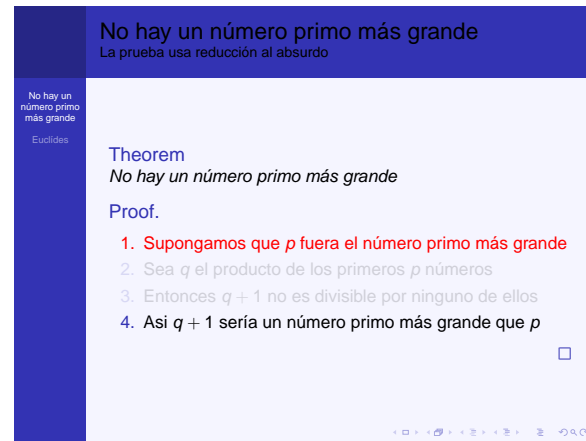 No hay un número primo más grande
La prueba usa reducción al absurdo
No hay un
número primo
más grande
Euclides
Theorem
No hay un número primo más grande
Proof.
1. Supongamos que p fuera el número primo más grande
2. Sea q el producto de los primeros p números
3. Entonces q + 1 no es divisible por ninguno de ellos
4. Asi q + 1 sería un número primo más grande que p